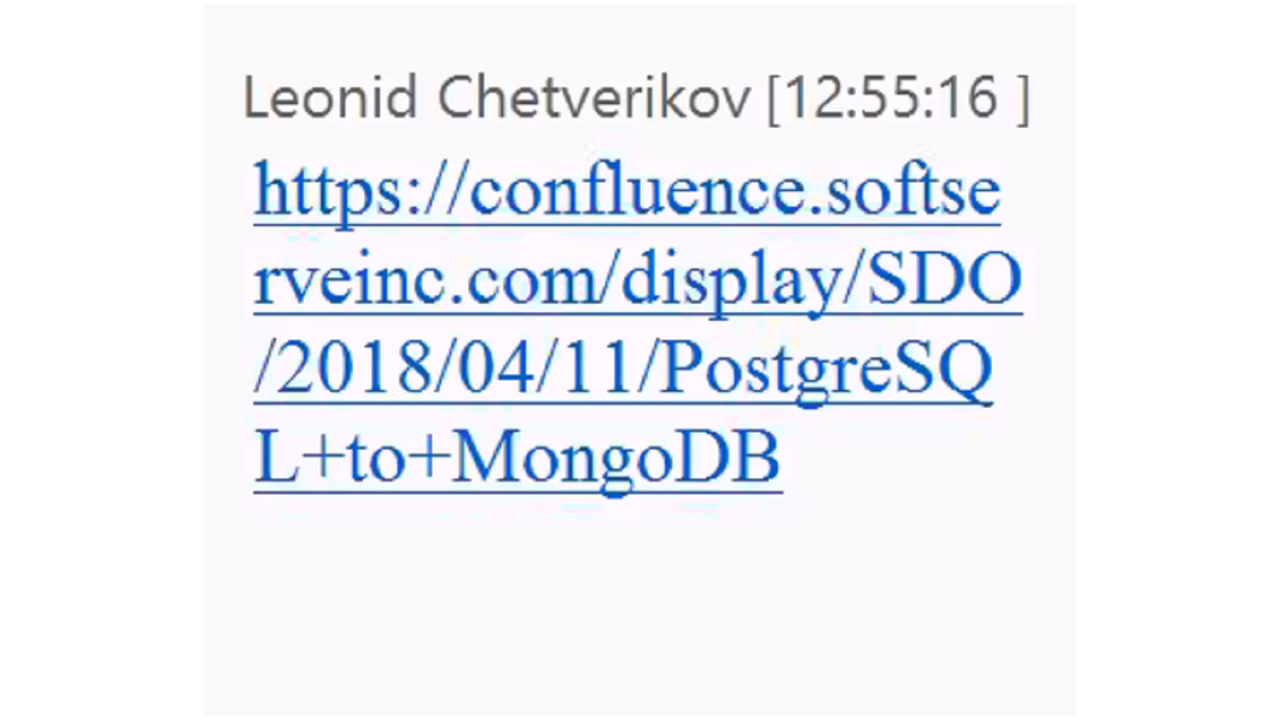 Leonid Chetverikov [12:55:16 ]
https://confluence.softse
rveinc.com/display/SDO
/2018/04/11/PostgreSQ
L+to+MongoDB